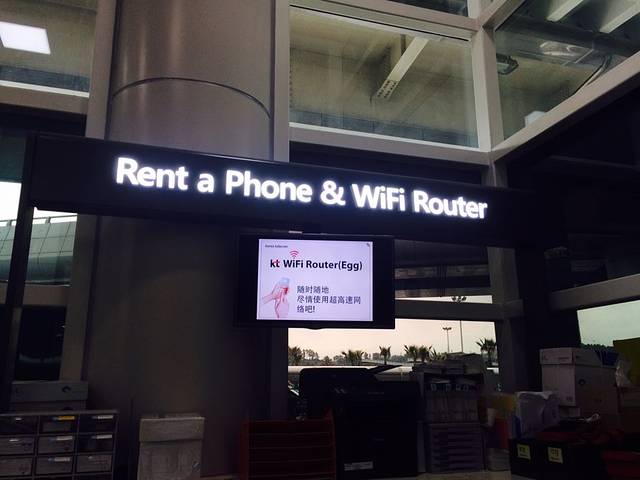 Rent a Phone & WiFi Router
kt WiFi Router(Egg)
随时随地
尽情使用超高速网
络吧!